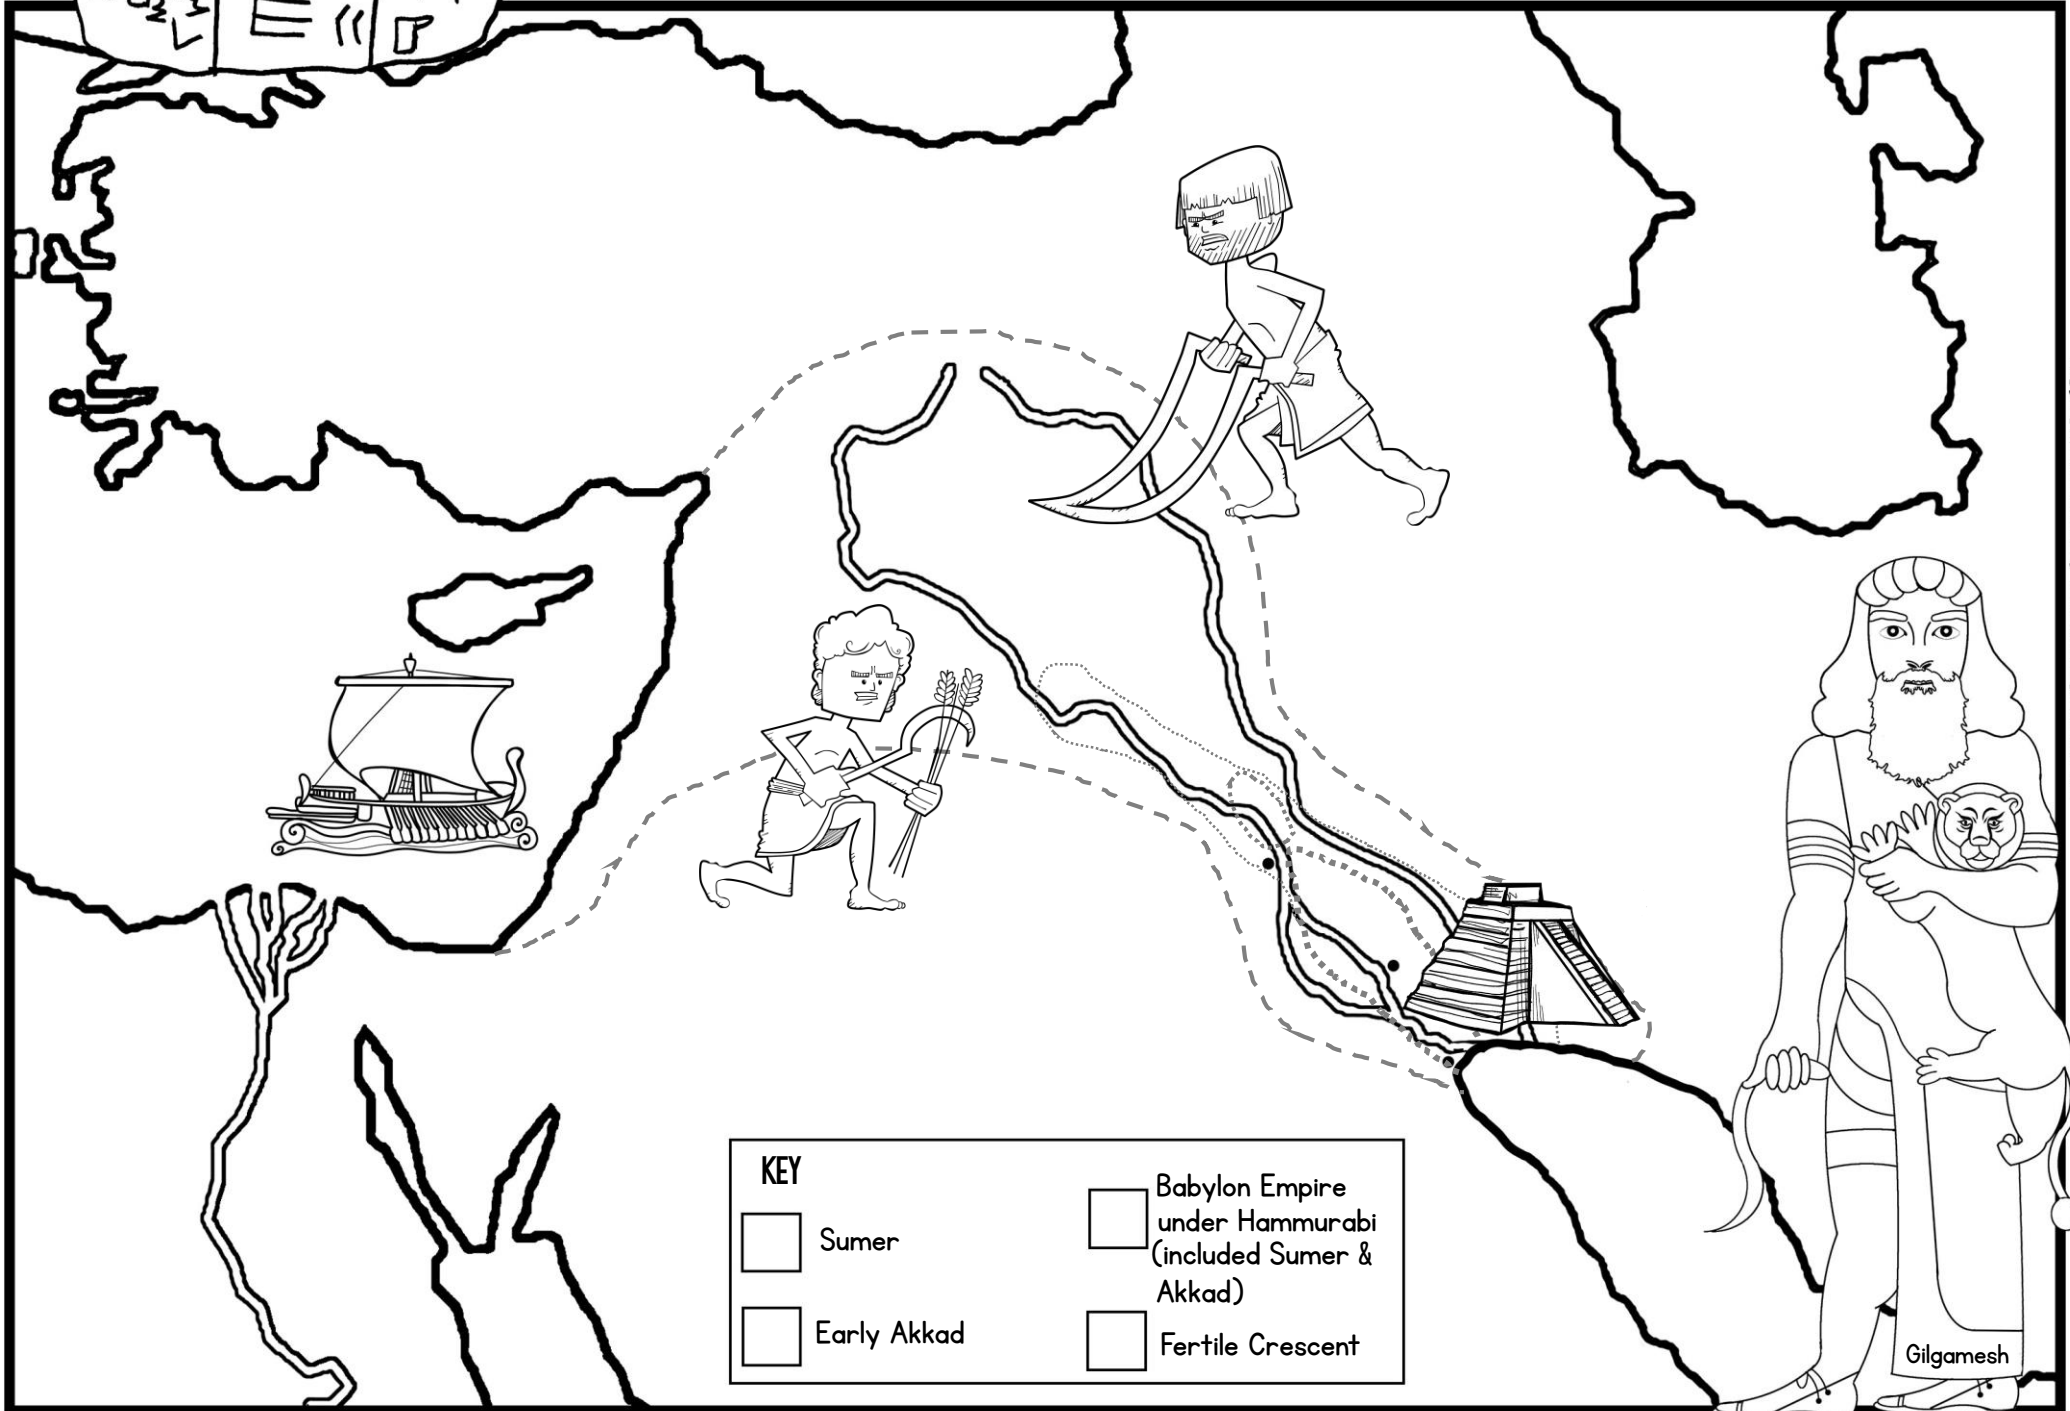 KEY
Sumer
Early Akkad
Babylon Empire
under Hammurabi
(included Sumer &
Akkad)
Fertile Crescent
Gilgamesh